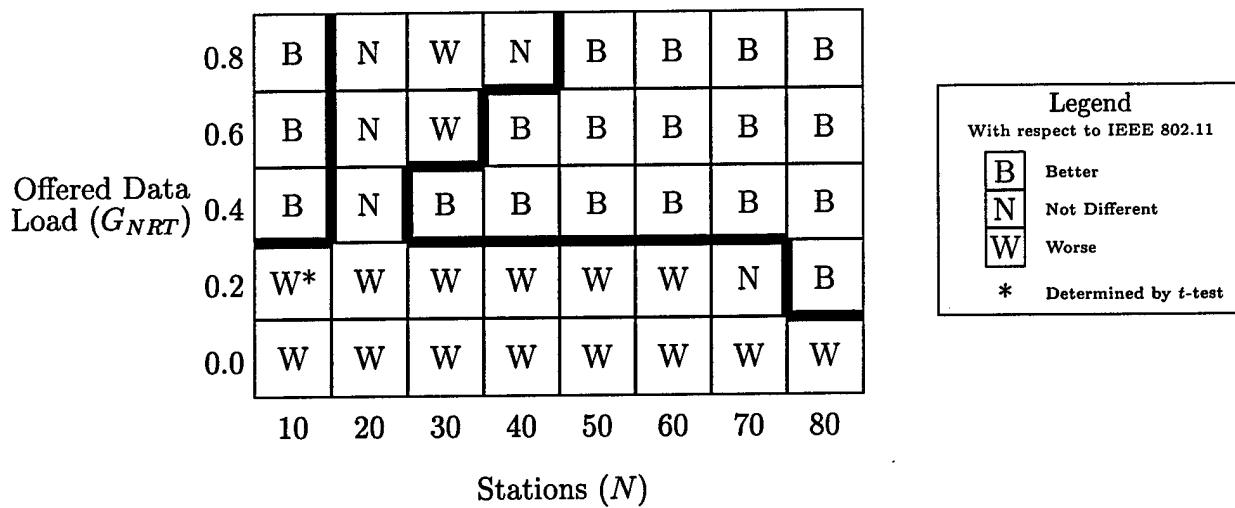 0.8 B N W N B B B B
0.6 B N W B B B B B
Offered Data
Load (G_NRT)
0.4 B N B B B B B B
0.2 W* W W W W W N B
0.0 W W W W W W W W
10 20 30 40 50 60 70 80
Stations (N)
Legend
With respect to IEEE 802.11
B Better
N Not Different
W Worse
* Determined by t-test